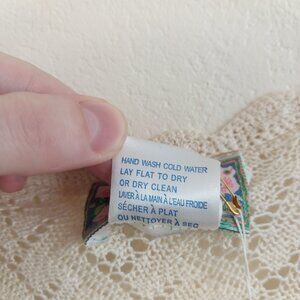 HAND WASH COLD WATER
LAY FLAT TO DRY
OR DRY CLEAN
LAVER À LA MAIN À L'EAU FROIDE
SÉCHER À PLAT
OU NETTOYER À SEC